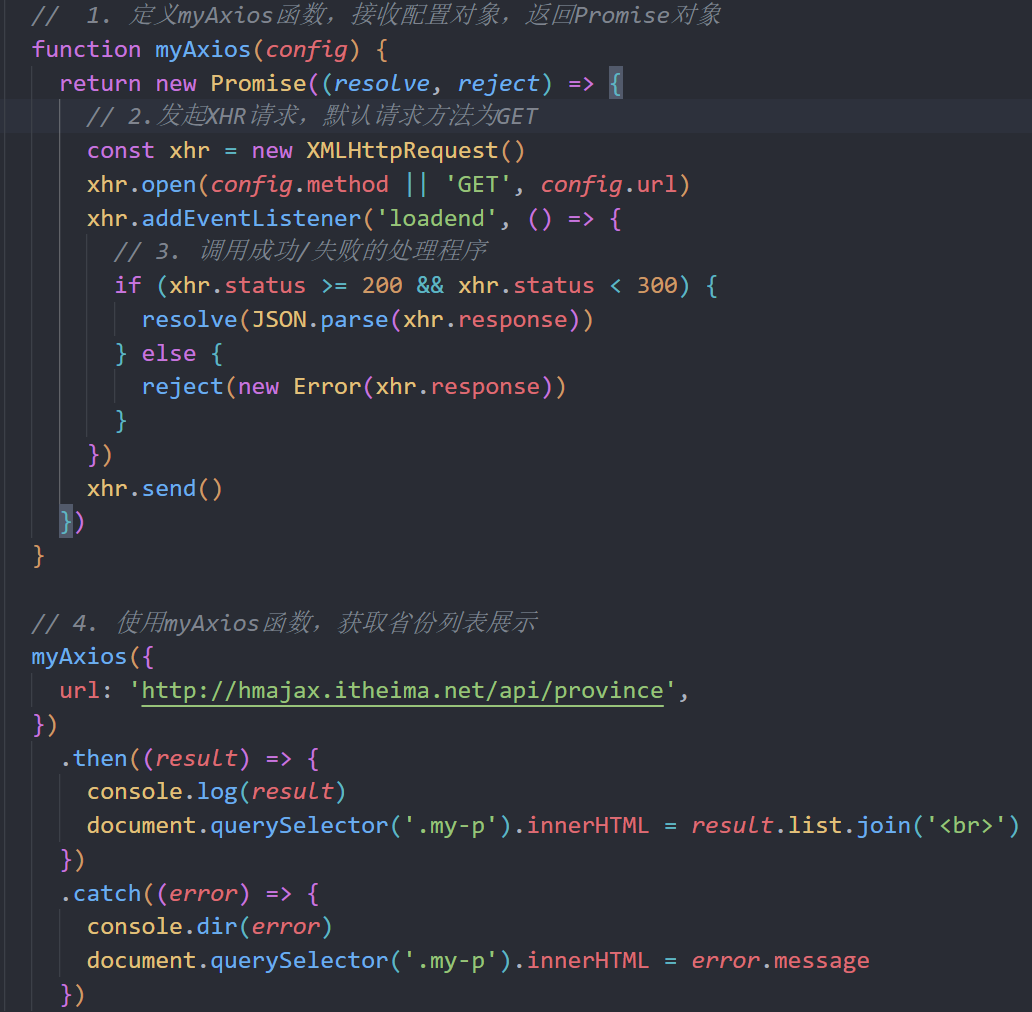 // 1. 定义myAxios函数，接收配置对象，返回Promise对象
function myAxios(config) {
  return new Promise((resolve, reject) => {
    // 2.发起XHR请求，默认请求方法为GET
    const xhr = new XMLHttpRequest()
    xhr.open(config.method || 'GET', config.url)
    xhr.addEventListener('loadend', () => {
      // 3. 调用成功/失败的处理程序
      if (xhr.status >= 200 && xhr.status < 300) {
        resolve(JSON.parse(xhr.response))
      } else {
        reject(new Error(xhr.response))
      }
    })
    xhr.send()
  })
}
// 4. 使用myAxios函数，获取省份列表展示
myAxios({
  url: 'http://hmajax.itheima.net/api/province',
})
  .then((result) => {
    console.log(result)
    document.querySelector('.my-p').innerHTML = result.list.join('<br>')
  })
  .catch((error) => {
    console.dir(error)
    document.querySelector('.my-p').innerHTML = error.message
  })